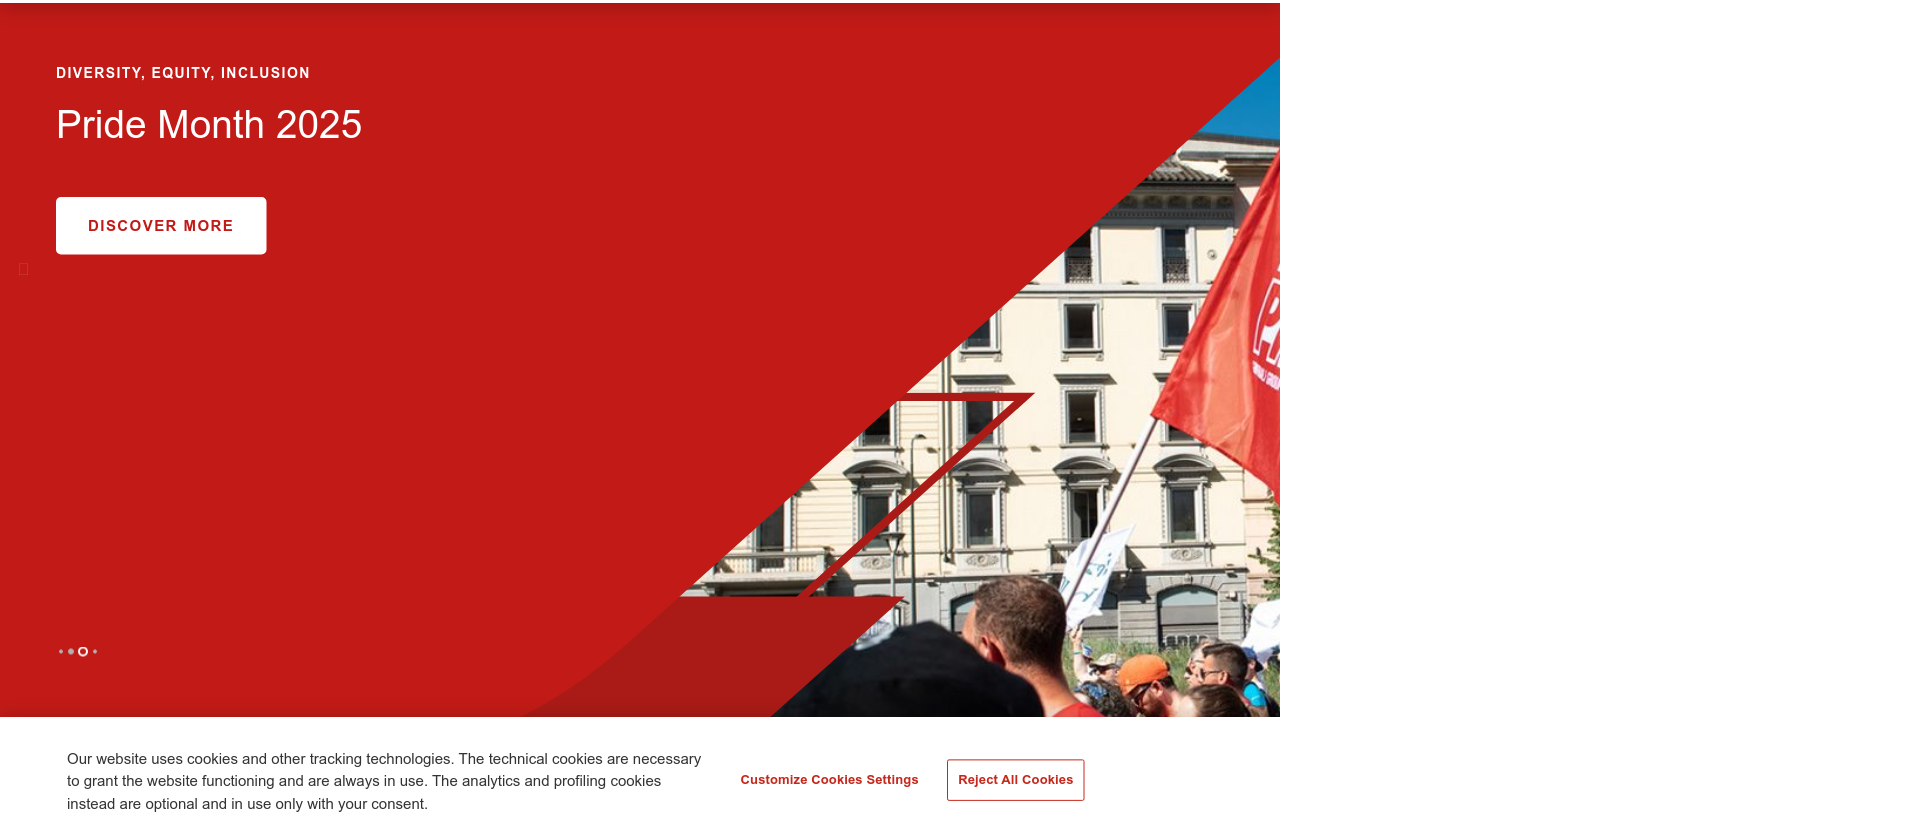 DIVERSITY, EQUITY, INCLUSION
Pride Month 2025
DISCOVER MORE
Our website uses cookies and other tracking technologies. The technical cookies are necessary
to grant the website functioning and are always in use. The analytics and profiling cookies
instead are optional and in use only with your consent.
Customize Cookies Settings
Reject All Cookies